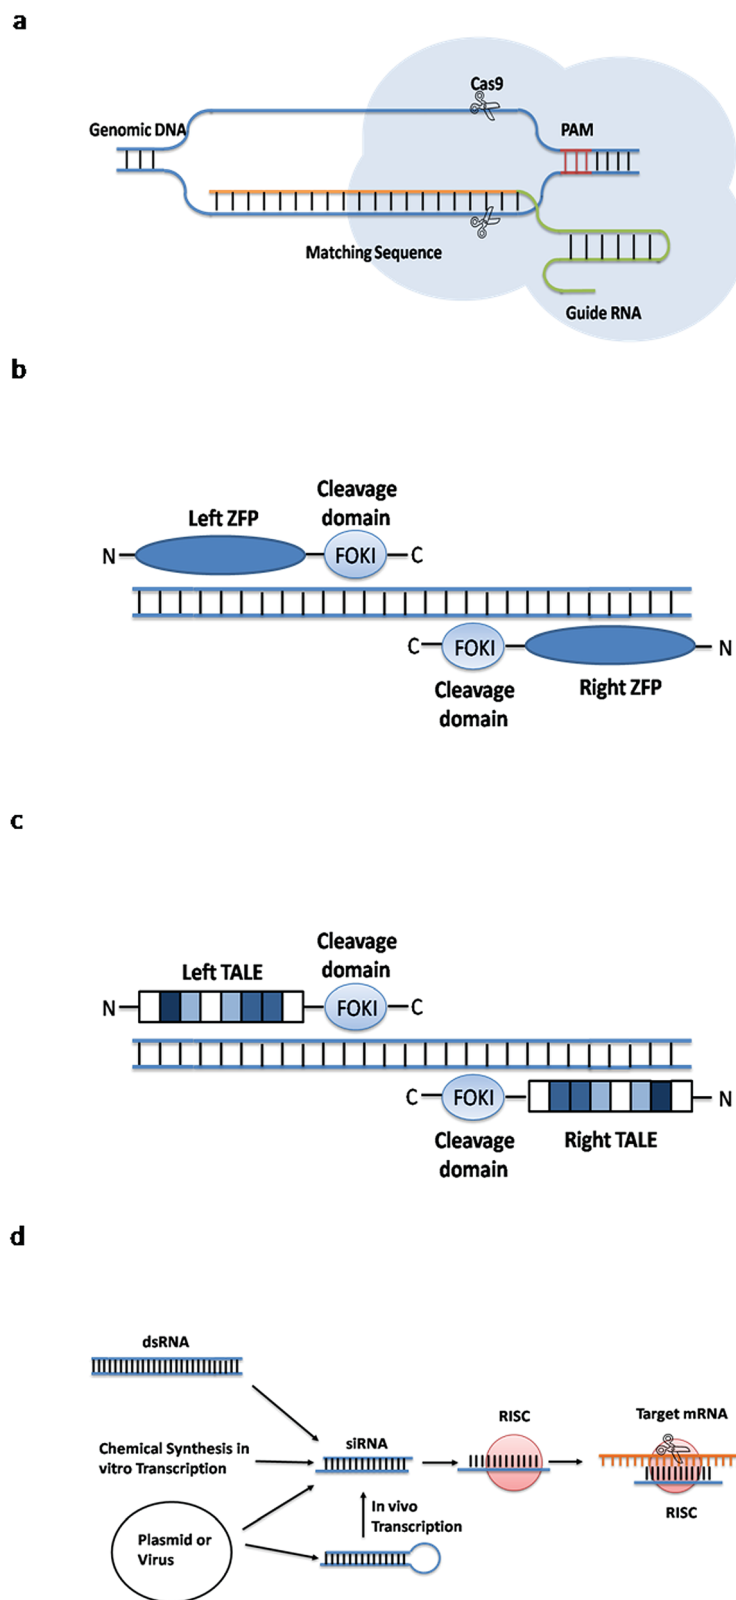 a
Cas9
Genomic DNA
PAM
Matching Sequence
Guide RNA
b
Cleavage
domain
Left ZFP
N
FOKI
C
C
FOKI
N
Cleavage
domain
Right ZFP
c
Cleavage
domain
Left TALE
N
FOKI
C
C
FOKI
N
Cleavage
domain
Right TALE
d
dsRNA
RISC
Target mRNA
siRNA
Chemical Synthesis in
vitro Transcription
In vivo
Transcription
RISC
Plasmid or
Virus